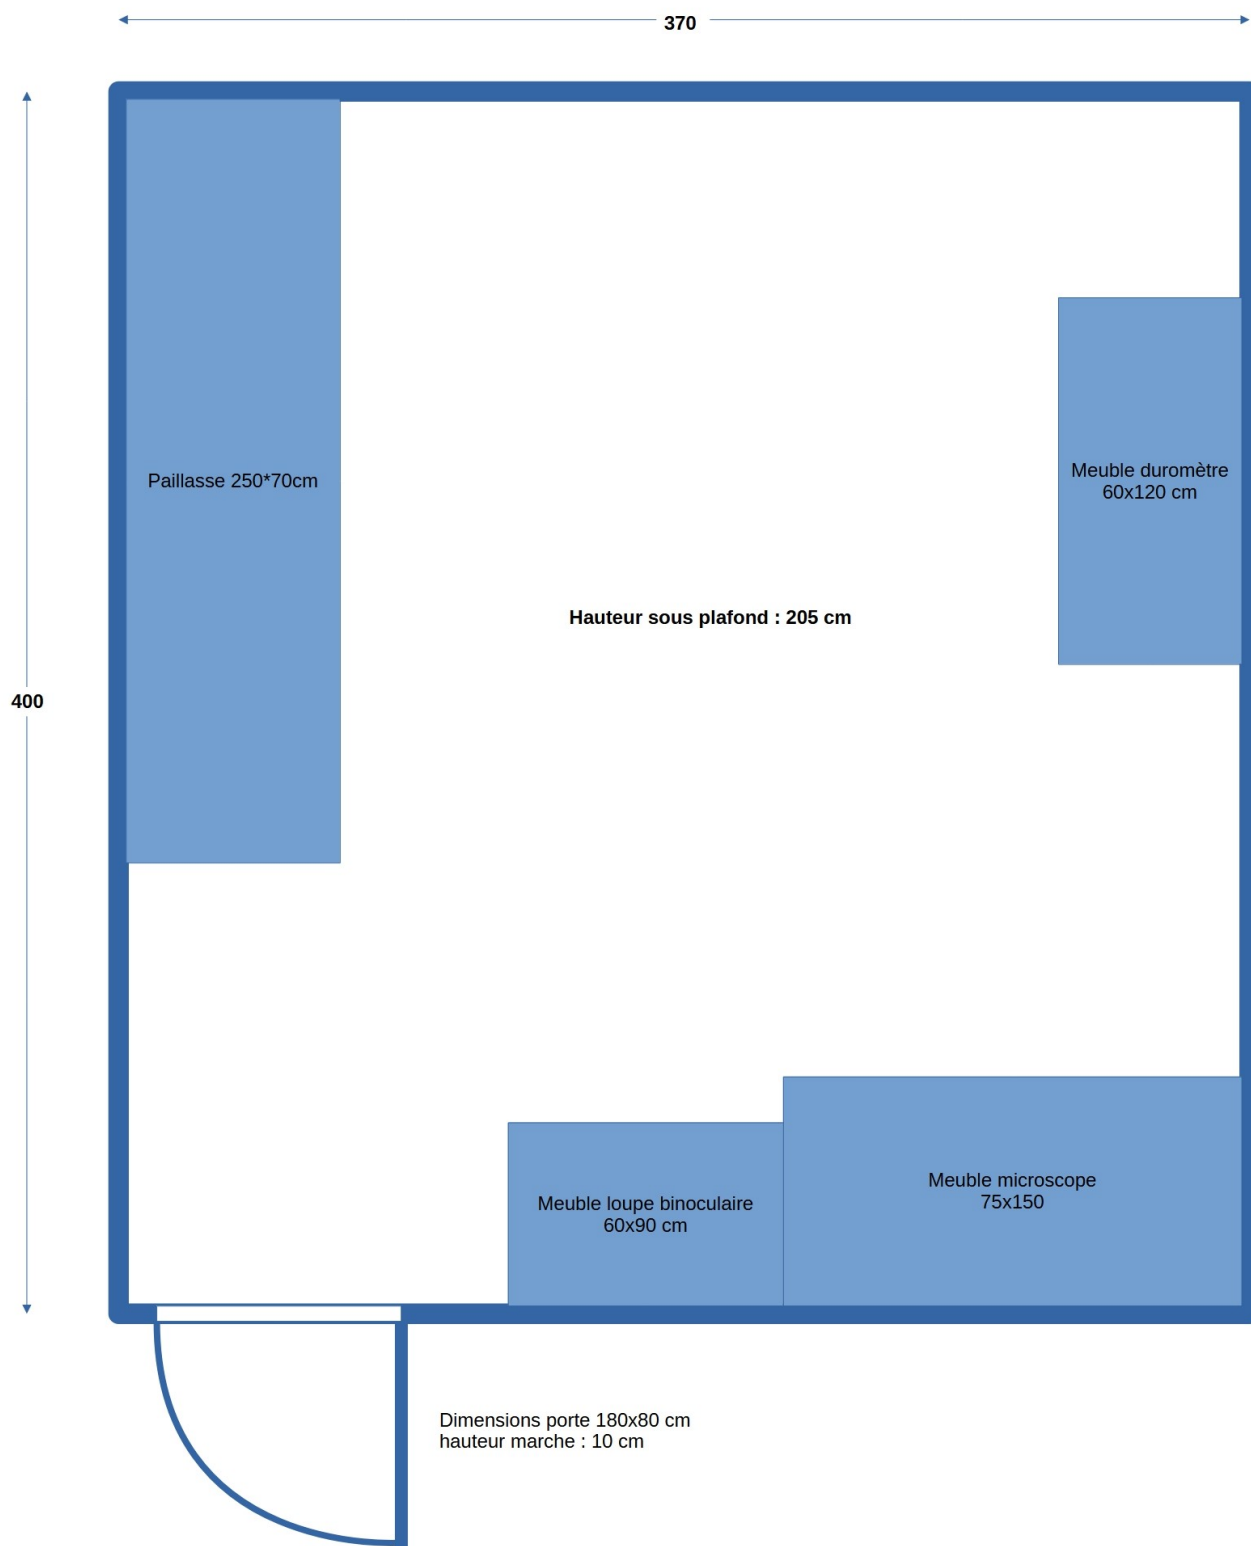 370
Paillasse 250*70cm
Meuble duromètre
60x120 cm
Hauteur sous plafond : 205 cm
400
Meuble microscope
75x150
Meuble loupe binoculaire
60x90 cm
Dimensions porte 180x80 cm
hauteur marche : 10 cm